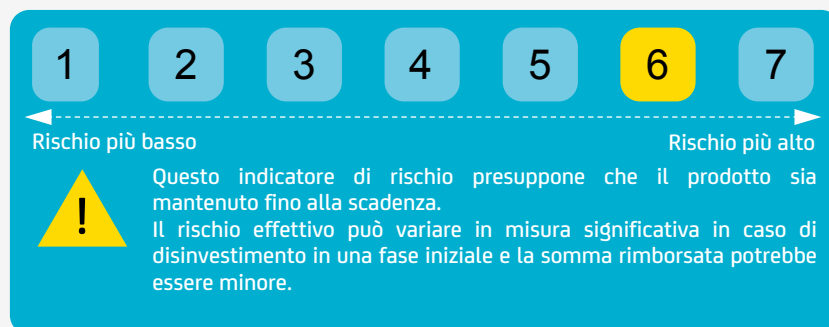 1 2 3 4 5 6 7
Rischio più basso Rischio più alto
!
Questo indicatore di rischio presuppone che il prodotto sia
mantenuto fino alla scadenza.
Il rischio effettivo può variare in misura significativa in caso di
disinvestimento in una fase iniziale e la somma rimborsata potrebbe
essere minore.